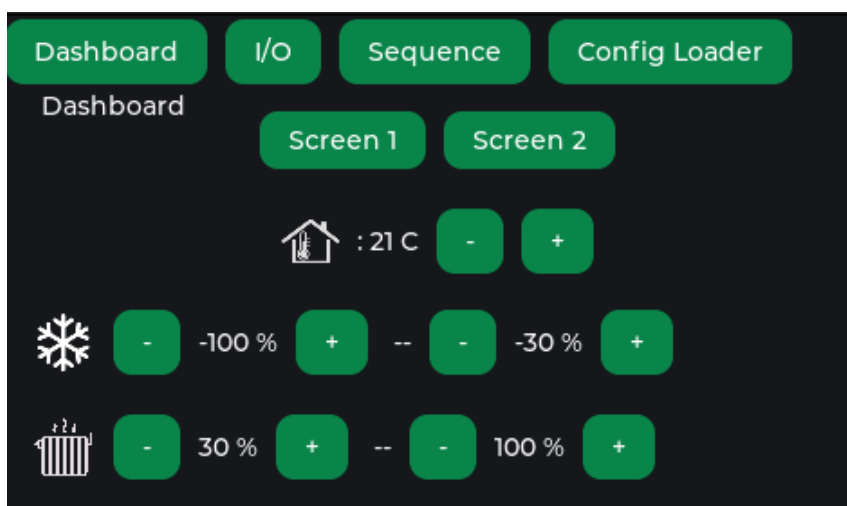 Dashboard I/O Sequence Config Loader
Dashboard
Screen 1 Screen 2
: 21 C - +
- -100 % + -- - -30 % +
- 30 % + -- - 100 % +